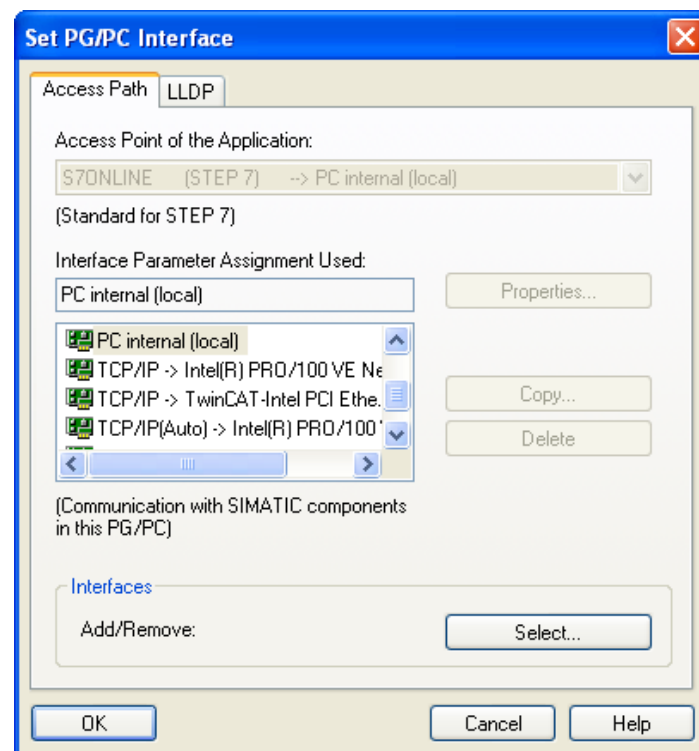 Set PG/PC Interface
Access Path
LLDP
Access Point of the Application:
S7ONLINE (STEP 7) --> PC internal (local)
(Standard for STEP 7)
Interface Parameter Assignment Used:
PC internal (local)
Properties...
PC internal (local)
TCP/IP -> Intel(R) PRO/100 VE Ne
TCP/IP -> TwinCAT-Intel PCI Ethe.
TCP/IP(Auto) -> Intel(R) PRO/100
Copy...
Delete
(Communication with SIMATIC components
in this PG/PC)
Interfaces
Add/Remove:
Select...
OK
Cancel
Help